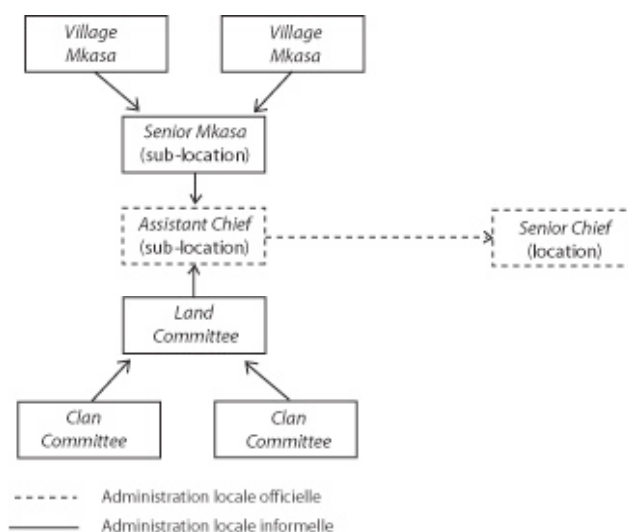 Village
Mkasa
Village
Mkasa
Senior Mkasa
(sub-location)
Assistant Chief
(sub-location)
Senior Chief
(location)
Land
Committee
Clan
Committee
Clan
Committee
Administration locale officielle
Administration locale informelle